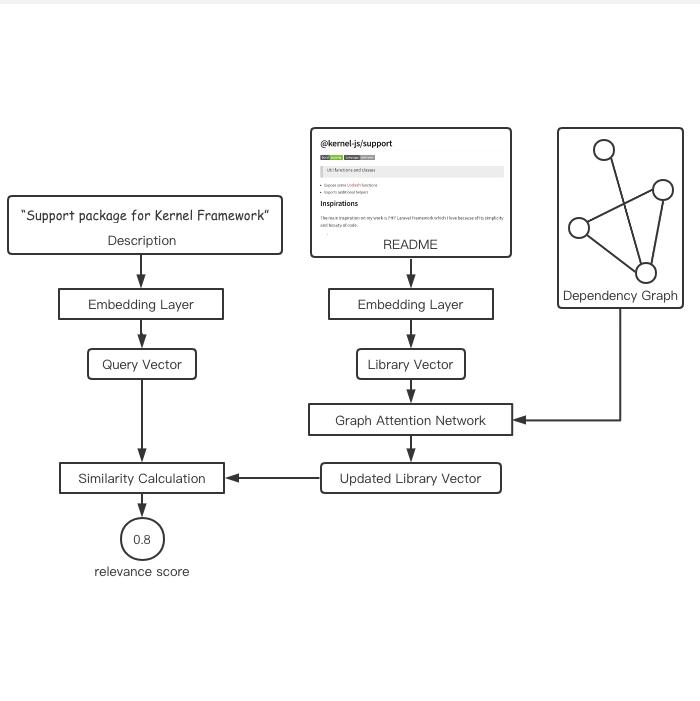 @kernel-js/support
Util functions and classes
Expose some Lodash functions
Exports additional helpers
Inspirations
The main inspiration on my work is PHP Laravel Framework which I love because of its simplicity
and beauty of code.
README
"Support package for Kernel Framework"
Description
Dependency Graph
Embedding Layer
Embedding Layer
Query Vector
Library Vector
Graph Attention Network
Similarity Calculation
Updated Library Vector
0.8
relevance score